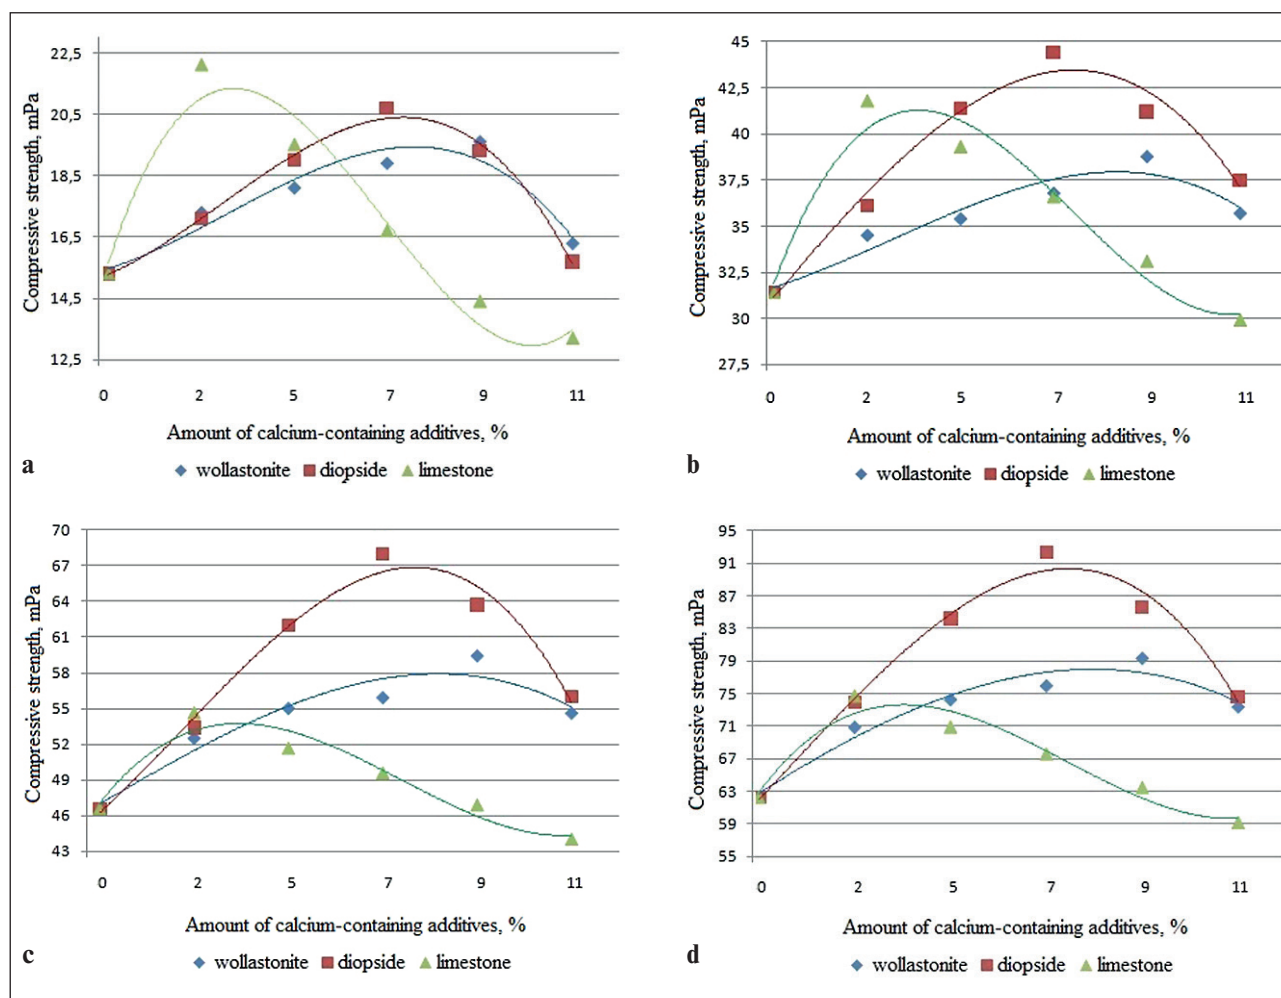 22,5
20,5
18,5
16,5
14,5
12,5
Compressive strength, mPa
0 2 5 7 9 11
Amount of calcium-containing additives, %
a
wollastonite diopside limestone
45
42,5
40
37,5
35
32,5
30
27,5
Compressive strength, mPa
0 2 5 7 9 11
Amount of calcium-containing additives, %
b
wollastonite diopside limestone
70
67
64
61
58
55
52
49
46
43
Compressive strength, mPa
0 2 5 7 9 11
Amount of calcium-containing additives, %
c
wollastonite diopside limestone
95
91
87
83
79
75
71
67
63
59
55
Compressive strength, mPa
0 2 5 7 9 11
Amount of calcium-containing additives, %
d
wollastonite diopside limestone